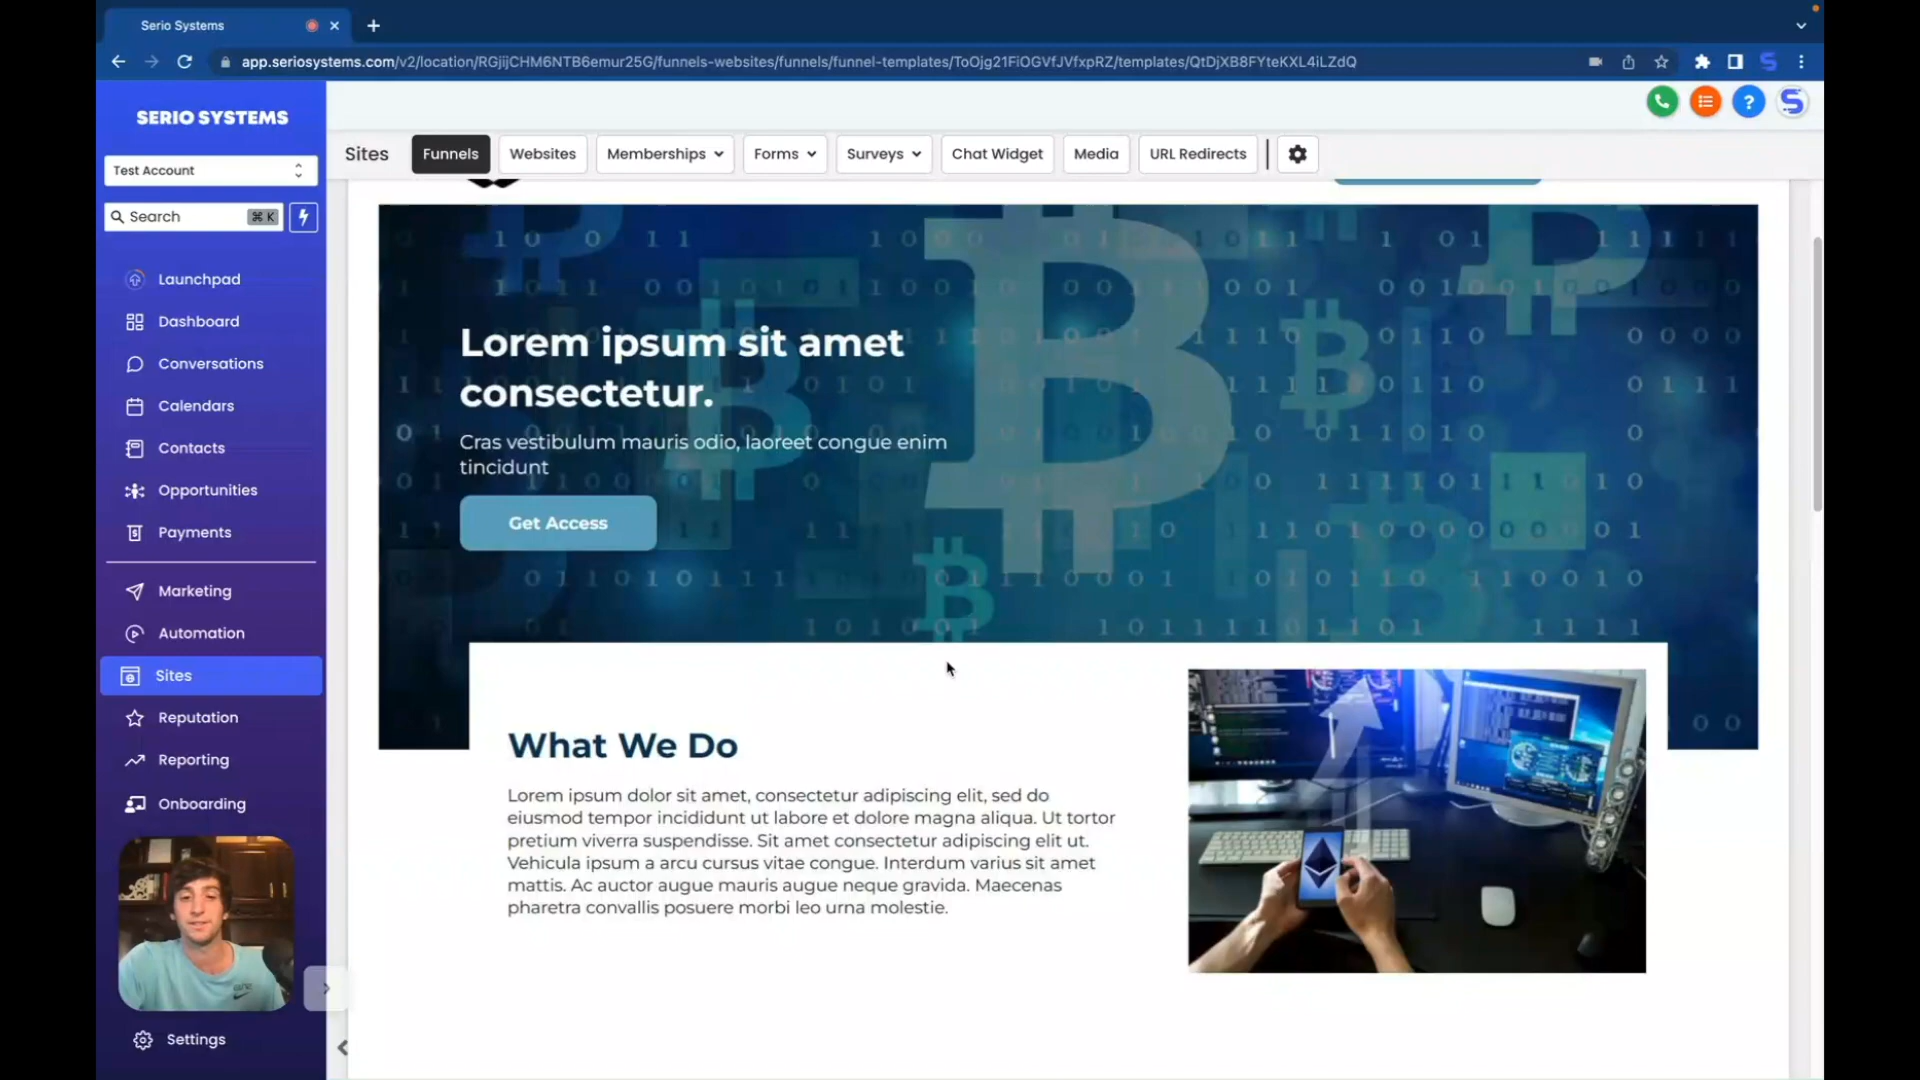 Serio Systems
app.seriosystems.com/v2/location/RGjijCHM6NTB6emur25G/funnels-websites/funnels/funnel-templates/ToOjg21FiOGVfJVfxpRZ/templates/QtDjXB8FYteKXL4iLZdQ
SERIO SYSTEMS
Test Account
Search ⌘ K
Launchpad
Dashboard
Conversations
Calendars
Contacts
Opportunities
Payments
Marketing
Automation
Sites
Reputation
Reporting
Onboarding
Settings
Sites Funnels Websites Memberships Forms Surveys Chat Widget Media URL Redirects
Lorem ipsum sit amet
consectetur.
Cras vestibulum mauris odio, laoreet congue enim
tincidunt
Get Access
What We Do
Lorem ipsum dolor sit amet, consectetur adipiscing elit, sed do
eiusmod tempor incididunt ut labore et dolore magna aliqua. Ut tortor
pretium viverra suspendisse. Sit amet consectetur adipiscing elit ut.
Vehicula ipsum a arcu cursus vitae congue. Interdum varius sit amet
mattis. Ac auctor augue mauris augue neque gravida. Maecenas
pharetra convallis posuere morbi leo urna molestie.